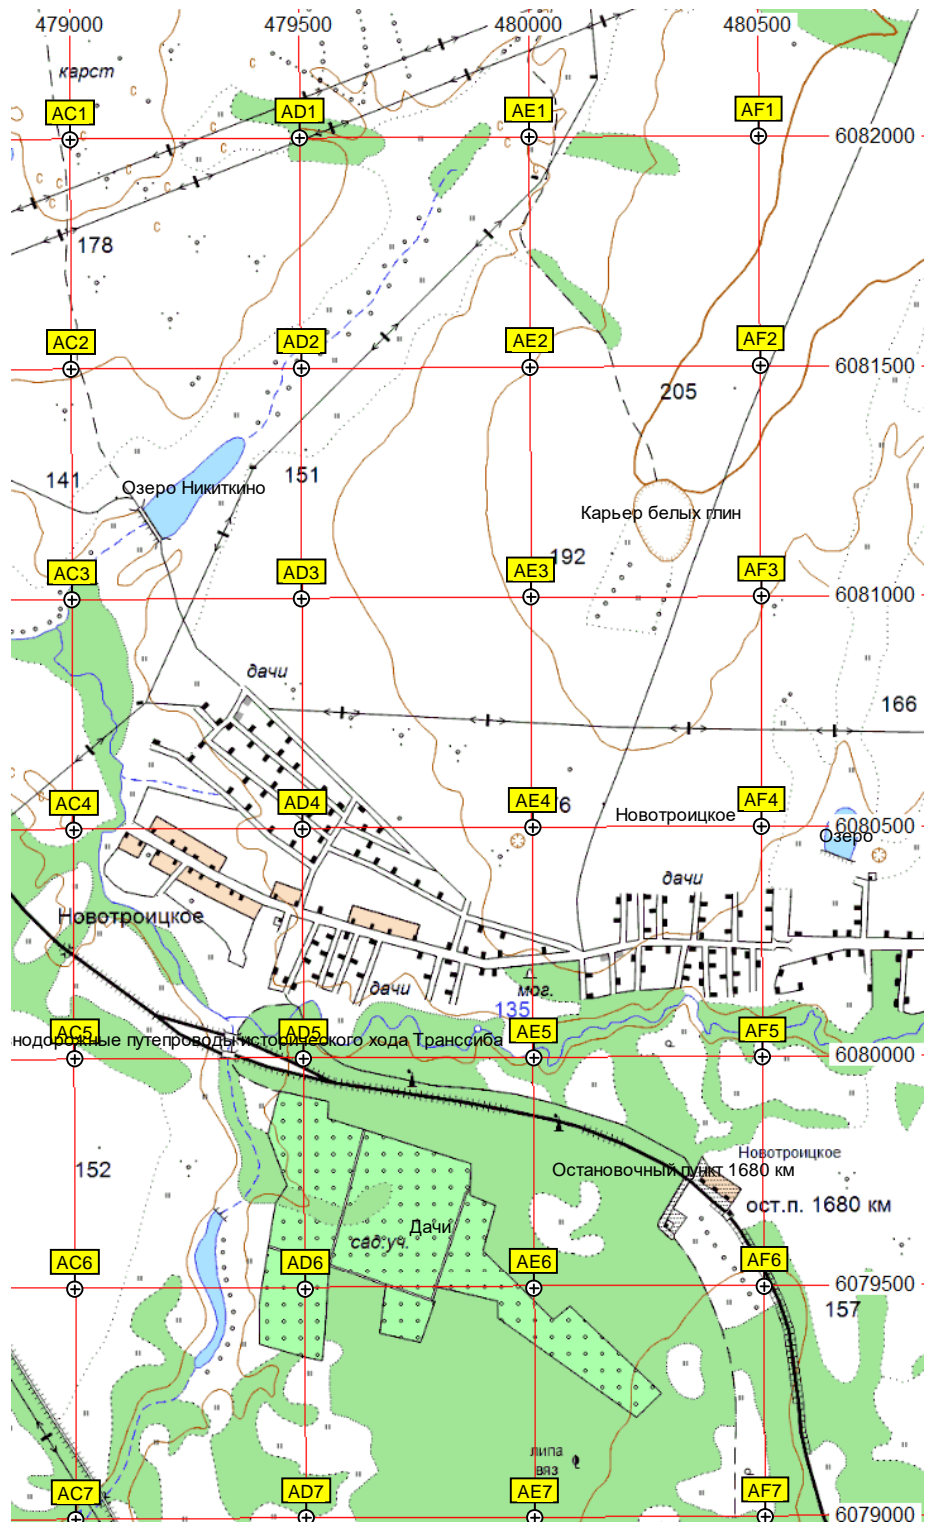 479000 479500 480000 480500
карст
AC1 AD1 AE1 AF1
6082000
178
AC2 AD2 AE2 AF2
6081500
205
141 151
Озеро Никиткино
Карьер белых глин
192
AC3 AD3 AE3 AF3
6081000
дачи
166
AC4 AD4 AE4 AF4
Новотроицкое
6080500
Озеро
дачи
Новотроицкое
дачи
мог.
135
AC5 AD5 AE5 AF5
нодорожные путепроводы исторического хода Транссиба
6080000
152
Новотроицкое
Остановочный пункт 1680 км
ост.п. 1680 км
Дачи
сад.уч.
AC6 AD6 AE6 AF6
6079500
157
липа
вяз
AC7 AD7 AE7 AF7
6079000